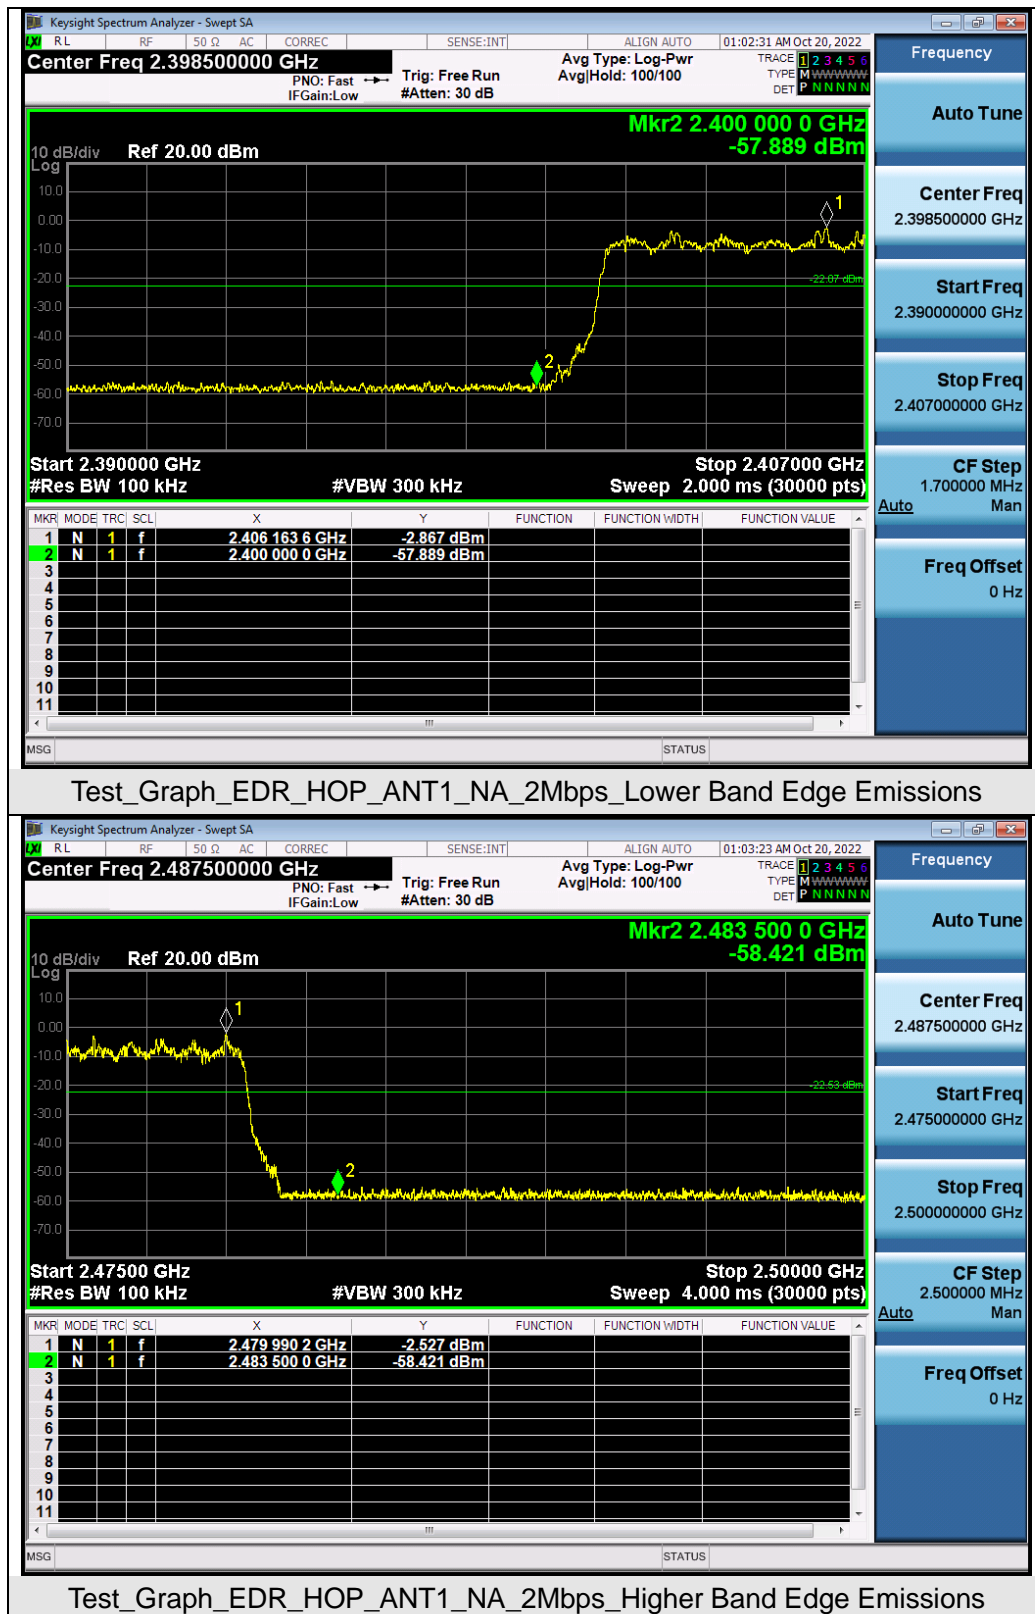 Keysight Spectrum Analyzer - Swept SA
LXI RL RF 50 Ω AC CORREC SENSE:INT ALIGN AUTO 01:02:31 AM Oct 20, 2022
Center Freq 2.398500000 GHz
PNO: Fast
IFGain:Low
Trig: Free Run
#Atten: 30 dB
Avg Type: Log-Pwr
Avg|Hold: 100/100
TRACE 1 2 3 4 5 6
TYPE M WWWWW
DET P N N N N N
Frequency
Auto Tune
Center Freq
2.398500000 GHz
Start Freq
2.390000000 GHz
Stop Freq
2.407000000 GHz
CF Step
1.700000 MHz
Auto Man
Freq Offset
0 Hz
Mkr2 2.400 000 0 GHz
-57.889 dBm
10 dB/div Ref 20.00 dBm
Log
10.0
0.00
-10.0
-20.0
-30.0
-40.0
-50.0
-60.0
-70.0
1
-22.87 dBm
2
Start 2.390000 GHz Stop 2.407000 GHz
#Res BW 100 kHz #VBW 300 kHz Sweep 2.000 ms (30000 pts)
MKR MODE TRC SCL X Y FUNCTION FUNCTION WIDTH FUNCTION VALUE
1 N 1 f 2.406 163 6 GHz -2.867 dBm
2 N 1 f 2.400 000 0 GHz -57.889 dBm
3
4
5
6
7
8
9
10
11
MSG STATUS
Test_Graph_EDR_HOP_ANT1_NA_2Mbps_Lower Band Edge Emissions
Keysight Spectrum Analyzer - Swept SA
LXI RL RF 50 Ω AC CORREC SENSE:INT ALIGN AUTO 01:03:23 AM Oct 20, 2022
Center Freq 2.487500000 GHz
PNO: Fast
IFGain:Low
Trig: Free Run
#Atten: 30 dB
Avg Type: Log-Pwr
Avg|Hold: 100/100
TRACE 1 2 3 4 5 6
TYPE M WWWWW
DET P N N N N N
Frequency
Auto Tune
Center Freq
2.487500000 GHz
Start Freq
2.475000000 GHz
Stop Freq
2.500000000 GHz
CF Step
2.500000 MHz
Auto Man
Freq Offset
0 Hz
Mkr2 2.483 500 0 GHz
-58.421 dBm
10 dB/div Ref 20.00 dBm
Log
10.0
0.00
-10.0
-20.0
-30.0
-40.0
-50.0
-60.0
-70.0
1
-22.53 dBm
2
Start 2.47500 GHz Stop 2.50000 GHz
#Res BW 100 kHz #VBW 300 kHz Sweep 4.000 ms (30000 pts)
MKR MODE TRC SCL X Y FUNCTION FUNCTION WIDTH FUNCTION VALUE
1 N 1 f 2.479 990 2 GHz -2.527 dBm
2 N 1 f 2.483 500 0 GHz -58.421 dBm
3
4
5
6
7
8
9
10
11
MSG STATUS
Test_Graph_EDR_HOP_ANT1_NA_2Mbps_Higher Band Edge Emissions